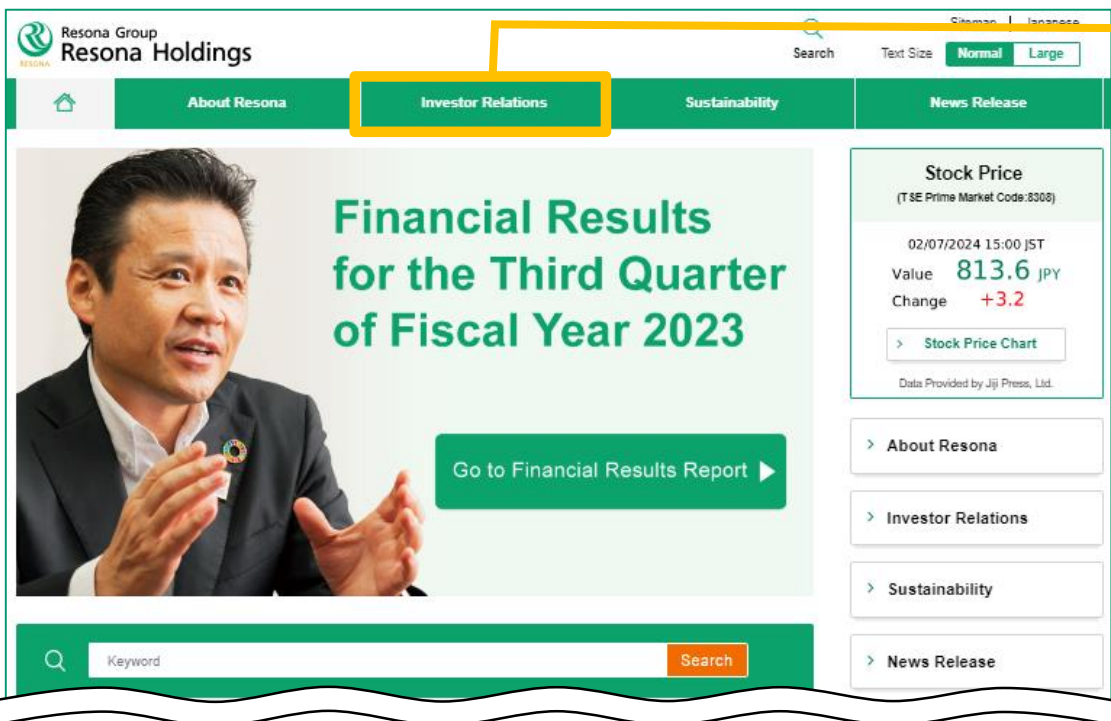 Resona Group
Resona Holdings
RESONA
Search
Sitemap | Japanese
Text Size Normal Large
About Resona Investor Relations Sustainability News Release
Financial Results
for the Third Quarter
of Fiscal Year 2023
Go to Financial Results Report
Stock Price
(TSE Prime Market Code:8308)
02/07/2024 15:00 JST
Value 813.6 JPY
Change +3.2
> Stock Price Chart
Data Provided by Jiji Press, Ltd.
> About Resona
> Investor Relations
> Sustainability
> News Release
Keyword Search